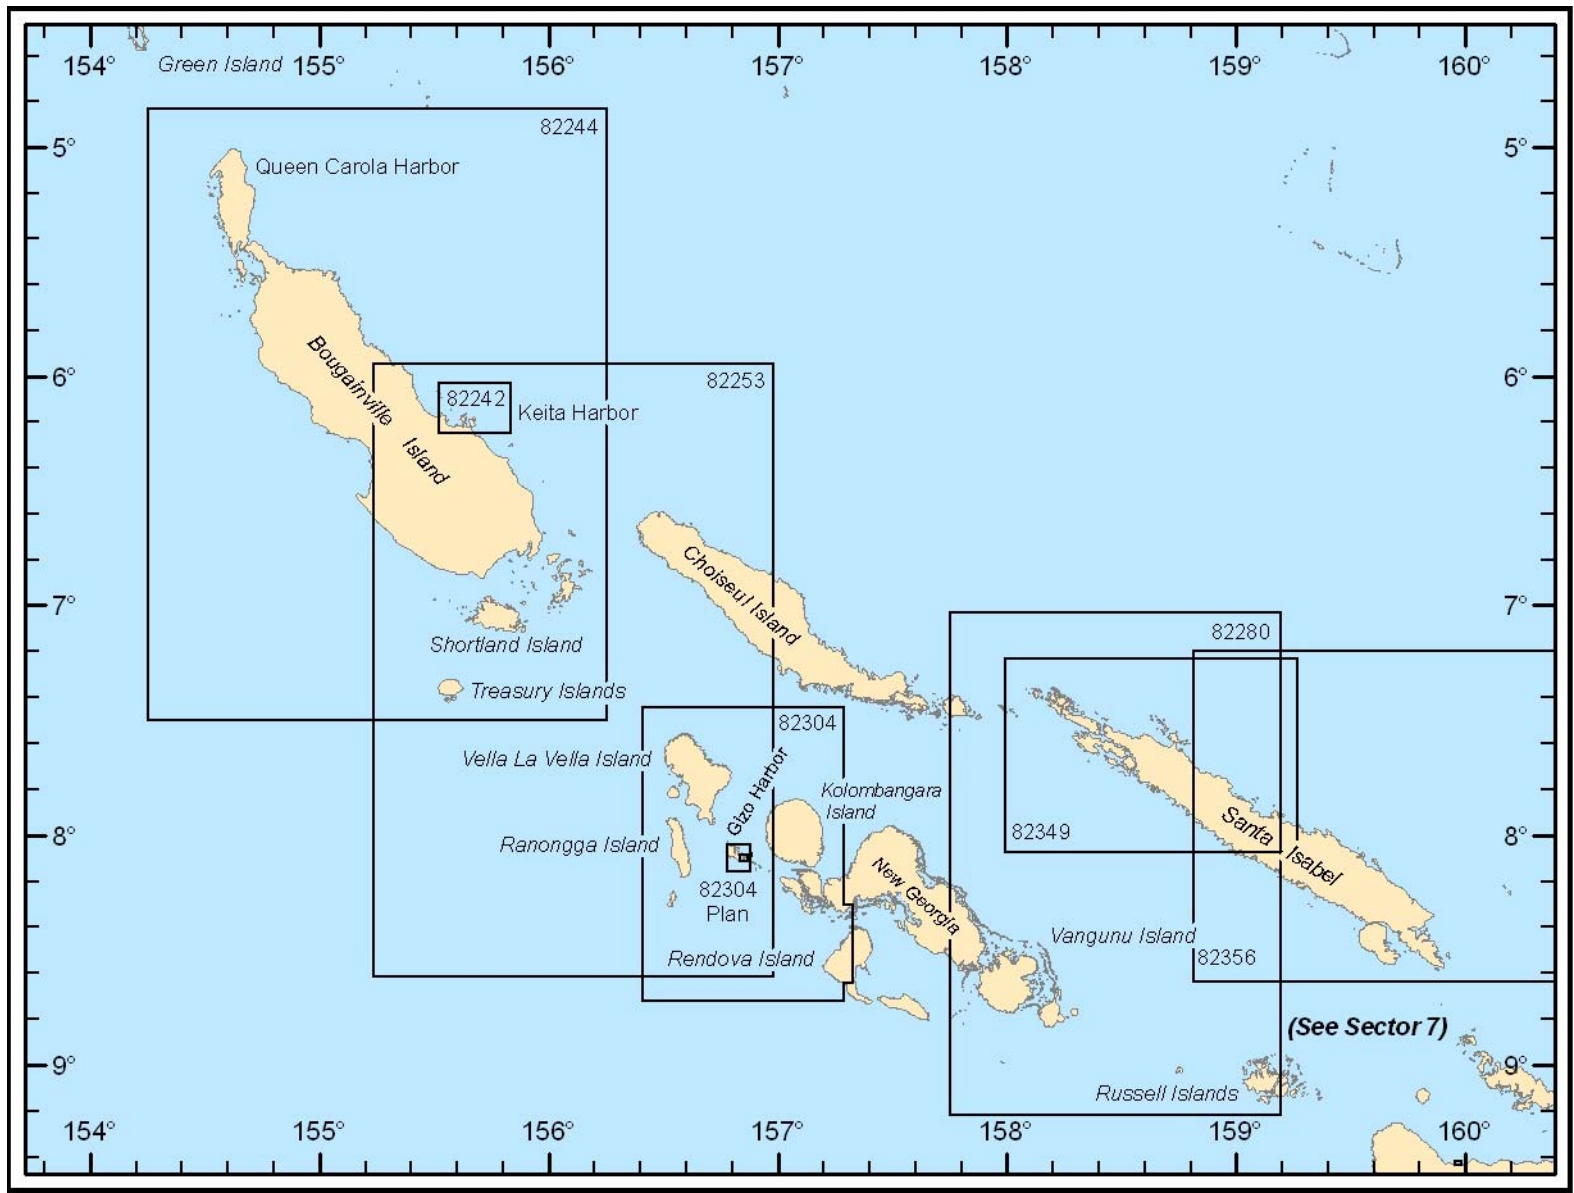 154°
Green Island
155°
156°
157°
158°
159°
160°
82244
5°
Queen Carola Harbor
5°
6°
82253
6°
82242
Keita Harbor
Bougainville
Island
Choiseul Island
7°
7°
82280
Shortland Island
Treasury Islands
82304
Vella La Vella Island
Gizo Harbor
Kolombangara
Island
8°
82349
Santa
Isabel
8°
Ranongga Island
82304
Plan
New Georgia
Vangunu Island
Rendova Island
82356
(See Sector 7)
9°
9°
Russell Islands
154°
155°
156°
157°
158°
159°
160°